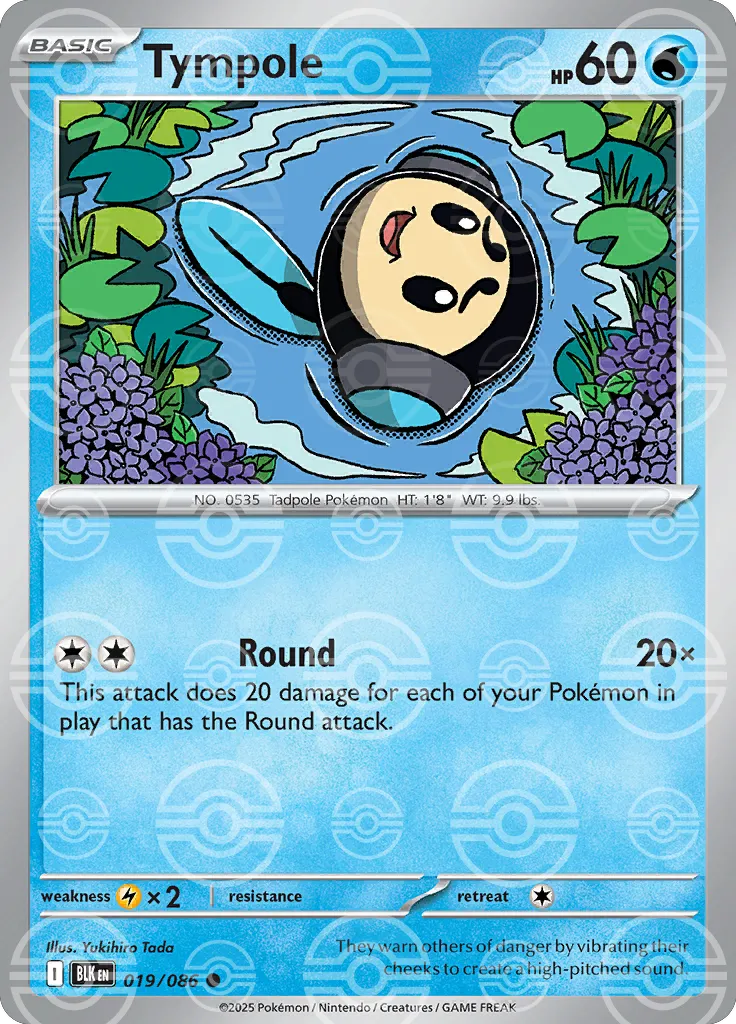 BASIC Tympole HP60
NO. 0535 Tadpole Pokémon HT: 1'8" WT: 9.9 lbs.
Round 20×
This attack does 20 damage for each of your Pokémon in
play that has the Round attack.
weakness ×2 resistance retreat
Illus. Yukihiro Tada
They warn others of danger by vibrating their
cheeks to create a high-pitched sound.
I BLK EN 019/086
©2025 Pokémon / Nintendo / Creatures / GAME FREAK